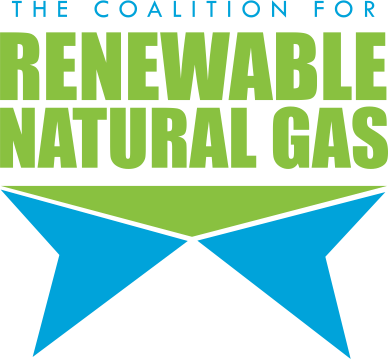 THE COALITION FOR
RENEWABLE
NATURAL GAS